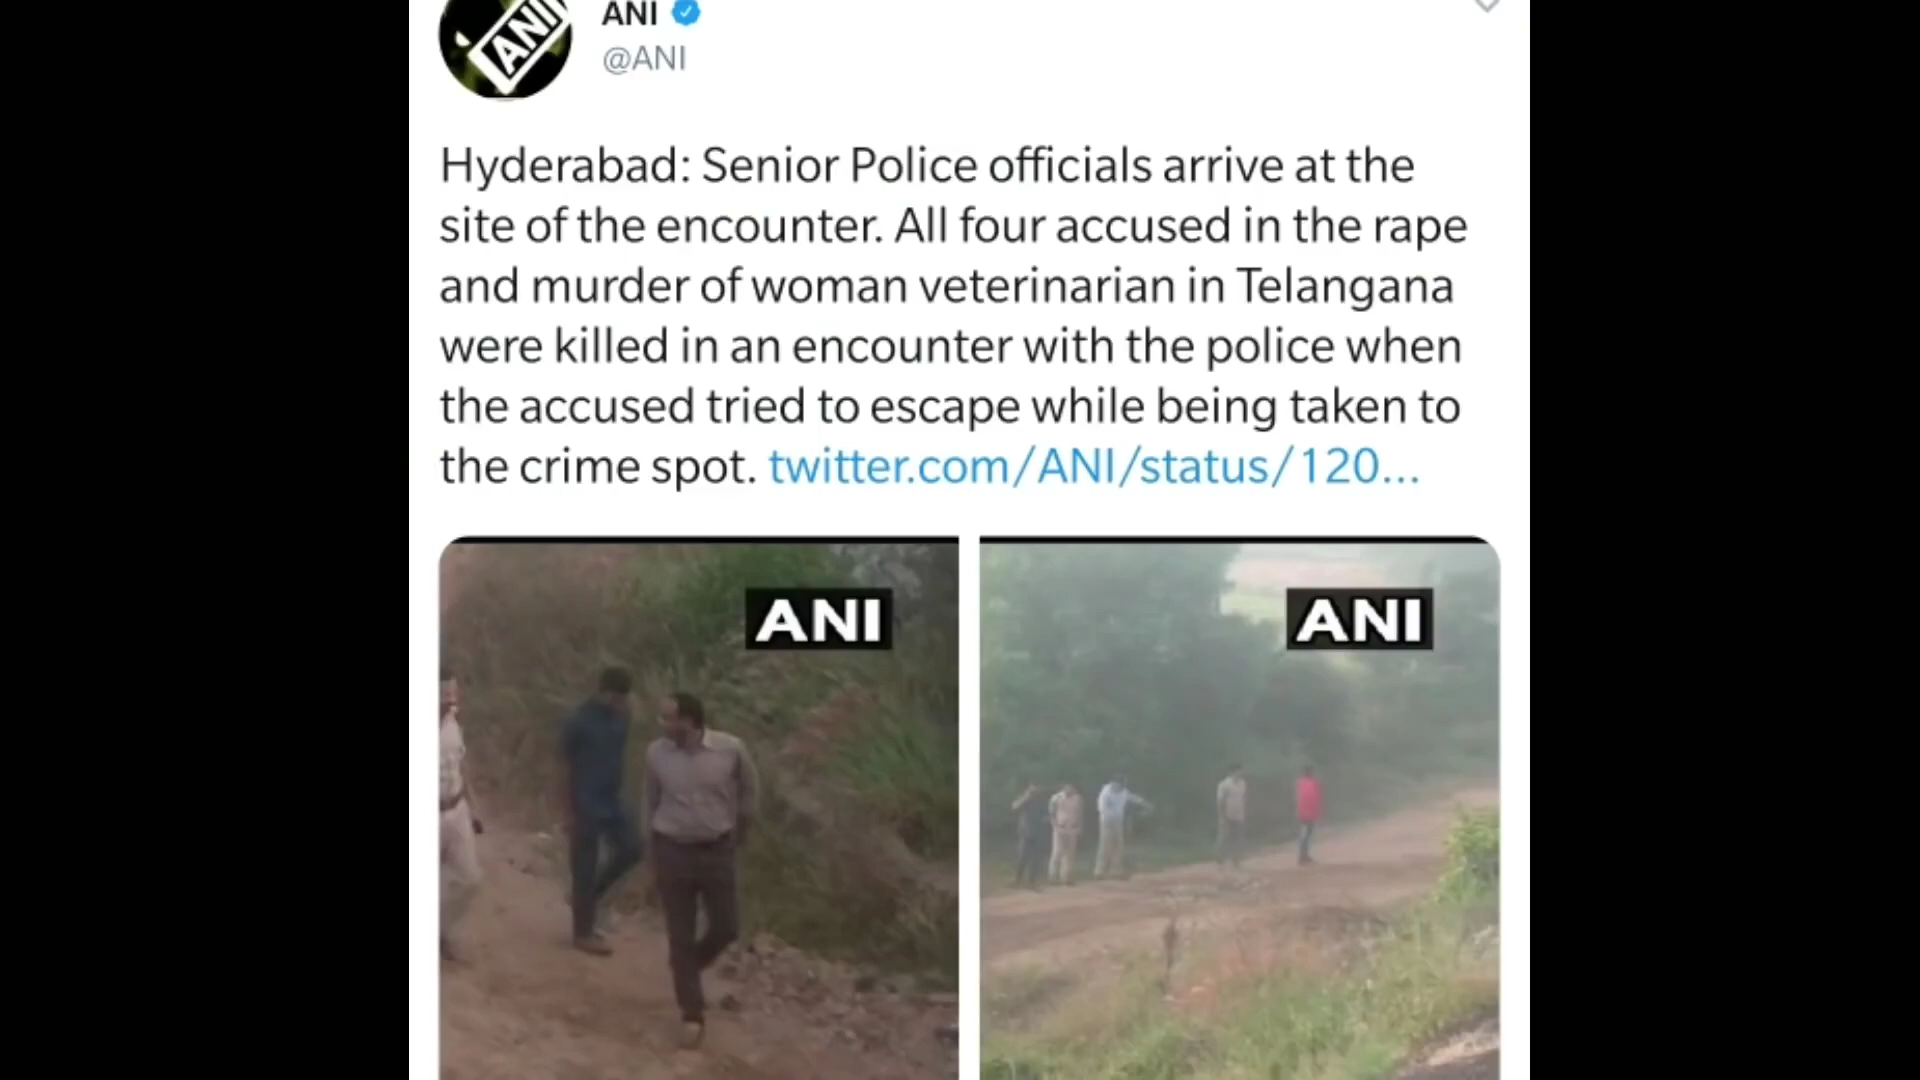 ANI
ANI
@ANI
Hyderabad: Senior Police officials arrive at the
site of the encounter. All four accused in the rape
and murder of woman veterinarian in Telangana
were killed in an encounter with the police when
the accused tried to escape while being taken to
the crime spot. twitter.com/ANI/status/120...
ANI
ANI